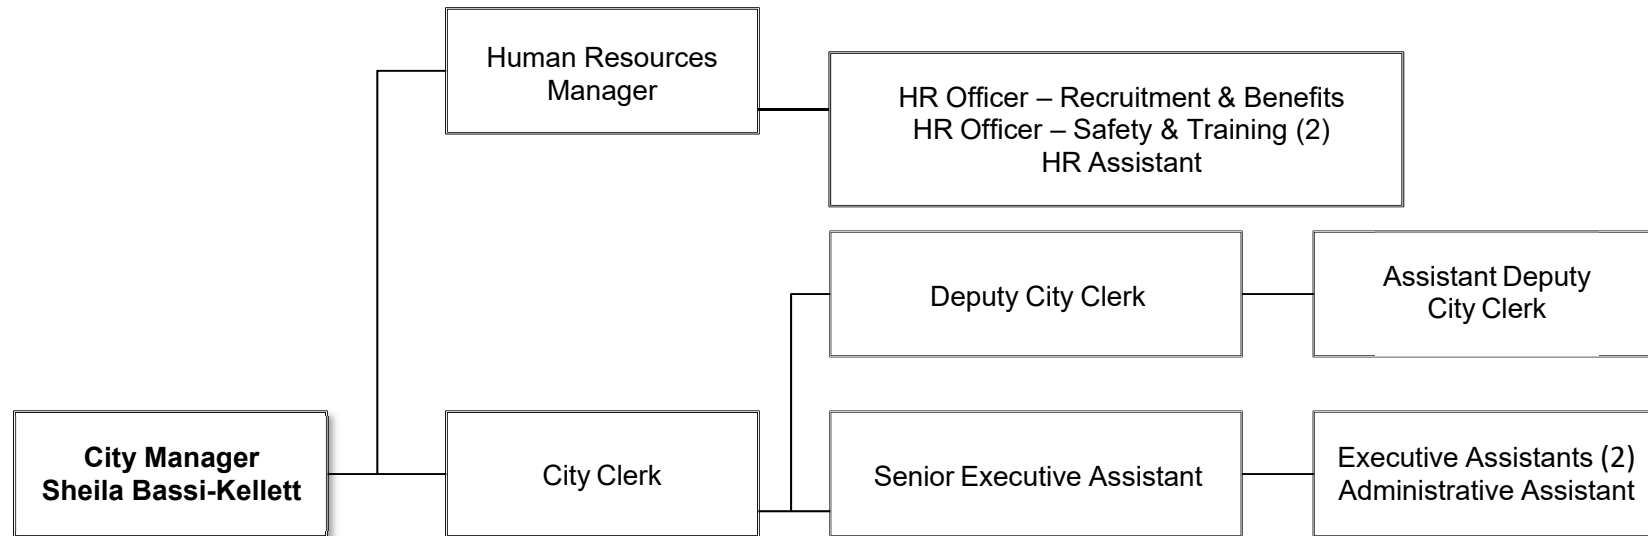 Human Resources
Manager
HR Officer – Recruitment & Benefits
HR Officer – Safety & Training (2)
HR Assistant
Deputy City Clerk
Assistant Deputy
City Clerk
City Manager
Sheila Bassi-Kellett
City Clerk
Senior Executive Assistant
Executive Assistants (2)
Administrative Assistant